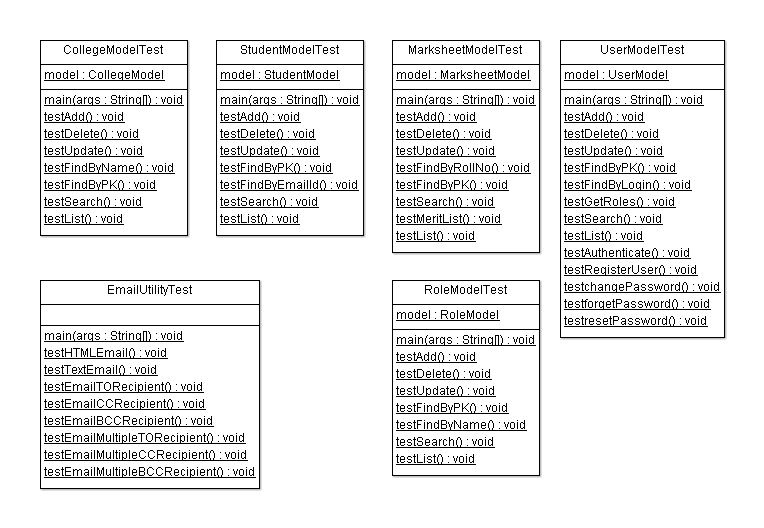 CollegeModelTest
model : CollegeModel
main(args : String[]) : void
testAdd() : void
testDelete() : void
testUpdate() : void
testFindByName() : void
testFindByPK() : void
testSearch() : void
testList() : void
StudentModelTest
model : StudentModel
main(args : String[]) : void
testAdd() : void
testDelete() : void
testUpdate() : void
testFindByPK() : void
testFindByEmailId() : void
testSearch() : void
testList() : void
MarksheetModelTest
model : MarksheetModel
main(args : String[]) : void
testAdd() : void
testDelete() : void
testUpdate() : void
testFindByRollNo() : void
testFindByPK() : void
testSearch() : void
testMeritList() : void
testList() : void
UserModelTest
model : UserModel
main(args : String[]) : void
testAdd() : void
testDelete() : void
testUpdate() : void
testFindByPK() : void
testFindByLogin() : void
testGetRoles() : void
testSearch() : void
testList() : void
testAuthenticate() : void
testRegisterUser() : void
testchangePassword() : void
testforgetPassword() : void
testresetPassword() : void
EmailUtilityTest
main(args : String[]) : void
testHTMLEmail() : void
testTextEmail() : void
testEmailTORecipient() : void
testEmailCCRecipient() : void
testEmailBCCRecipient() : void
testEmailMultipleTORecipient() : void
testEmailMultipleCCRecipient() : void
testEmailMultipleBCCRecipient() : void
RoleModelTest
model : RoleModel
main(args : String[]) : void
testAdd() : void
testDelete() : void
testUpdate() : void
testFindByPK() : void
testFindByName() : void
testSearch() : void
testList() : void